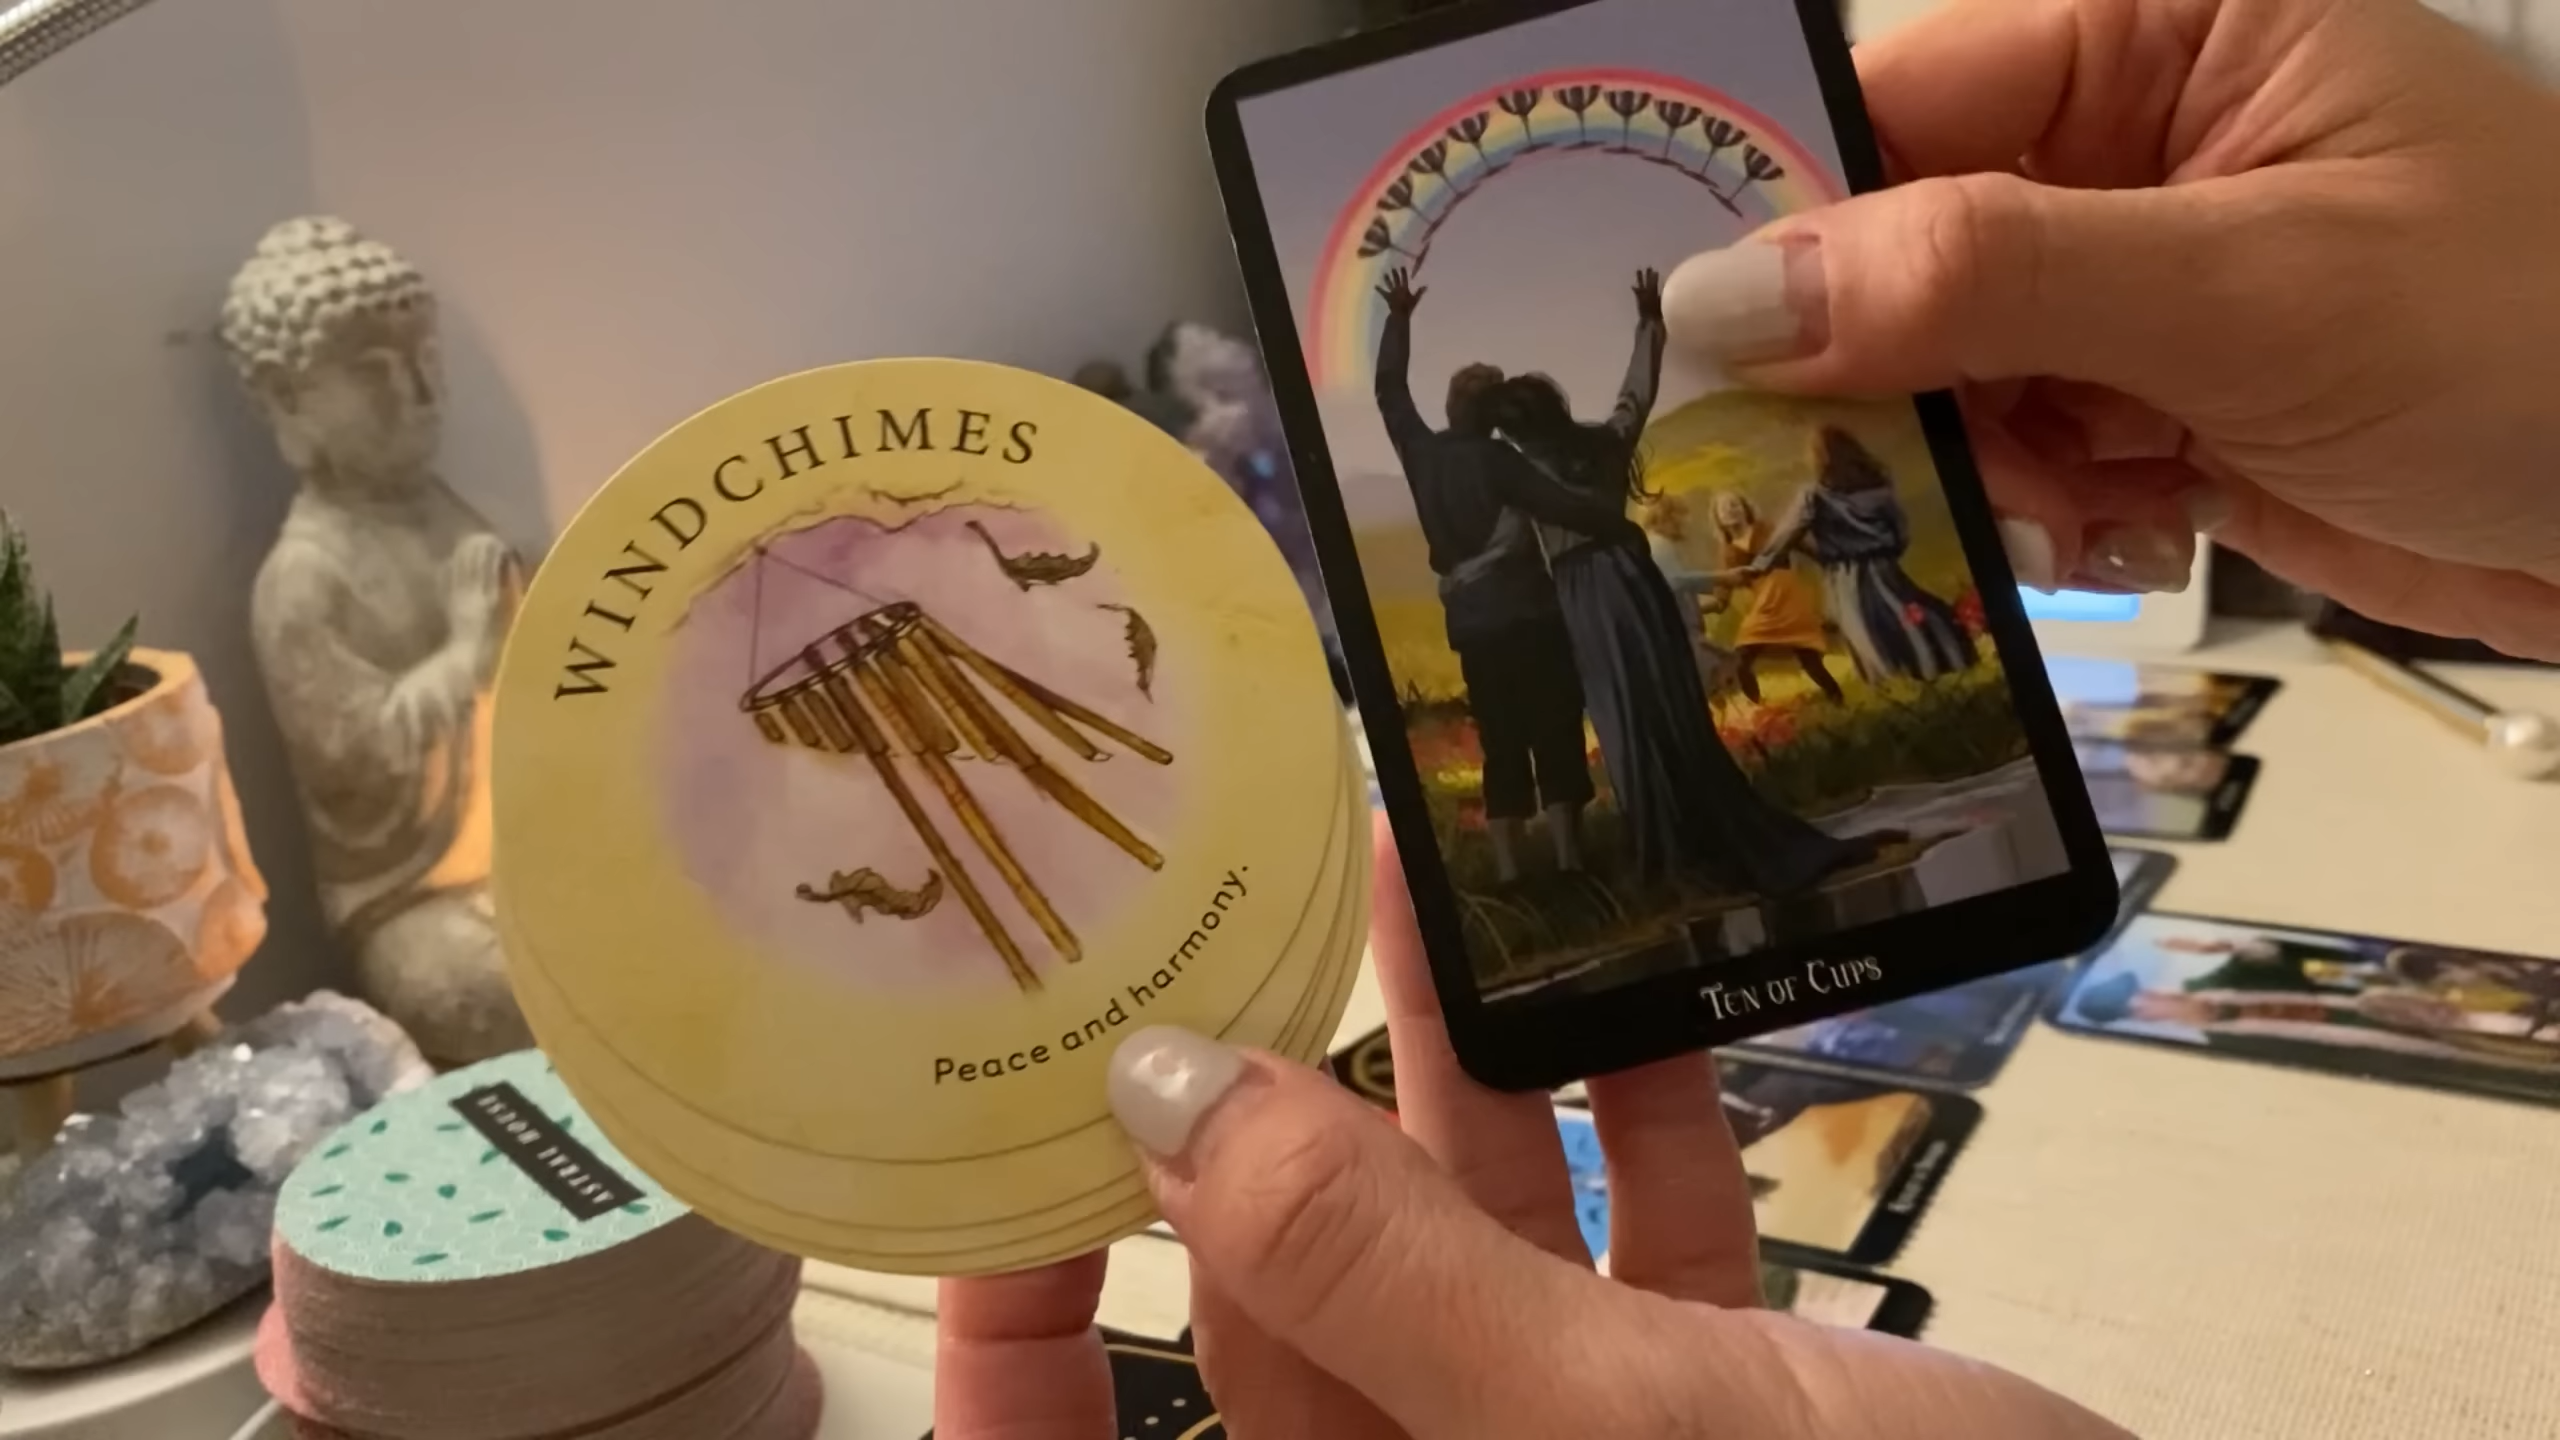 WINDCHIMES
Peace and harmony.
TEN OF CUPS
ASTRAL HOUSE